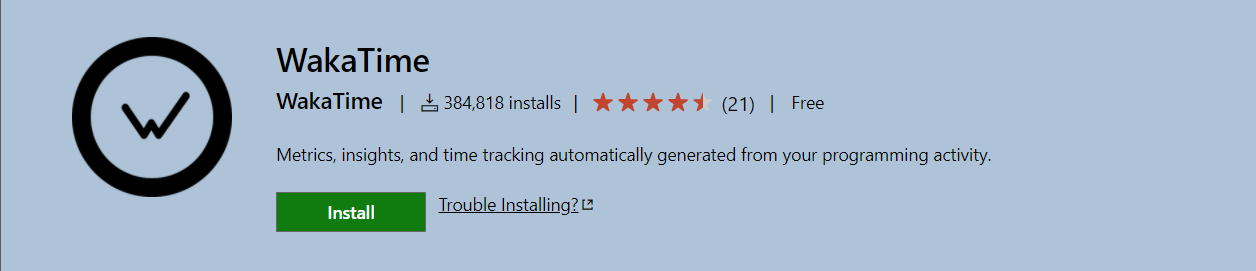 WakaTime
WakaTime | 384,818 installs | (21) | Free
Metrics, insights, and time tracking automatically generated from your programming activity.
Install Trouble Installing?